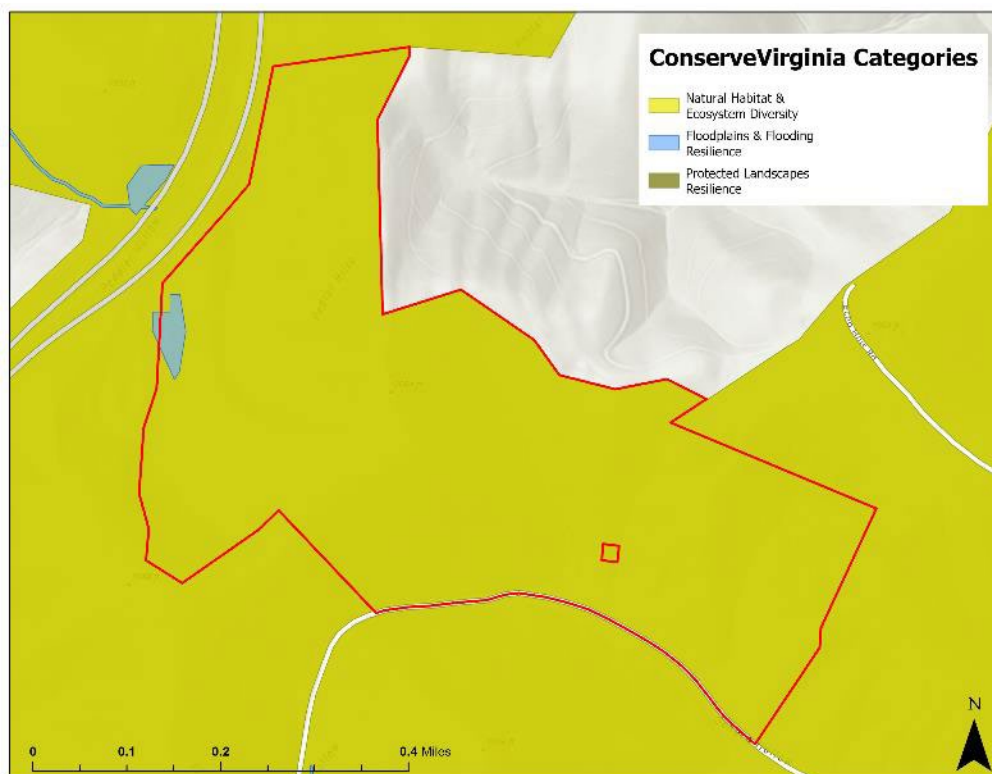 ConserveVirginia Categories
Natural Habitat &
Ecosystem Diversity
Floodplains & Flooding
Resilience
Protected Landscapes
Resilience
N
0 0.1 0.2 0.4 Miles